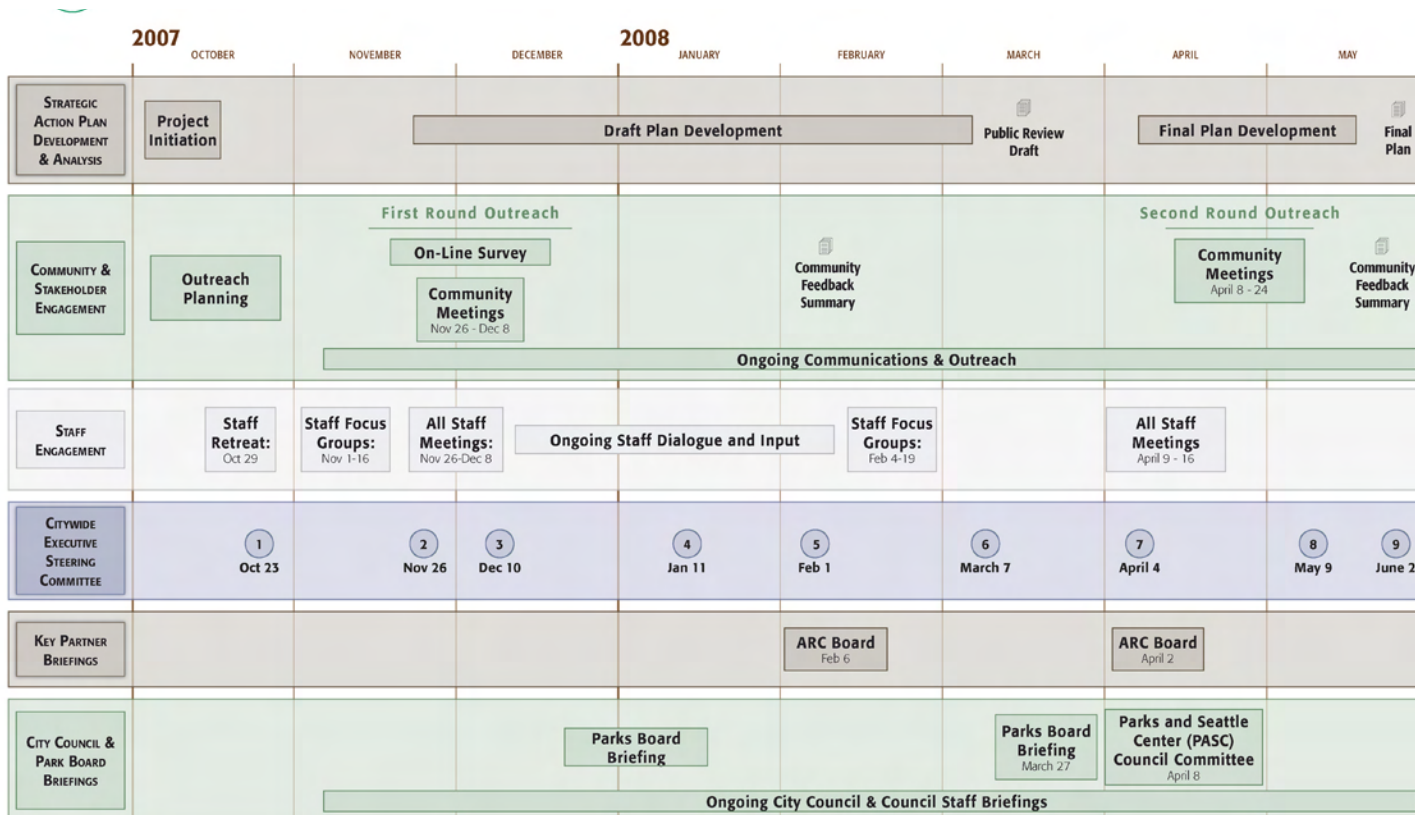 2007
2008
OCTOBER
NOVEMBER
DECEMBER
JANUARY
FEBRUARY
MARCH
APRIL
MAY
STRATEGIC
ACTION PLAN
DEVELOPMENT
& ANALYSIS
Project
Initiation
Draft Plan Development
Public Review
Draft
Final Plan Development
Final
Plan
COMMUNITY &
STAKEHOLDER
ENGAGEMENT
Outreach
Planning
First Round Outreach
On-Line Survey
Community
Meetings
Nov 26 - Dec 8
Community
Feedback
Summary
Second Round Outreach
Community
Meetings
April 8 - 24
Community
Feedback
Summary
Ongoing Communications & Outreach
STAFF
ENGAGEMENT
Staff
Retreat:
Oct 29
Staff Focus
Groups:
Nov 1-16
All Staff
Meetings:
Nov 26-Dec 8
Ongoing Staff Dialogue and Input
Staff Focus
Groups:
Feb 4-19
All Staff
Meetings
April 9 - 16
CITYWIDE
EXECUTIVE
STEERING
COMMITTEE
1
Oct 23
2
Nov 26
3
Dec 10
4
Jan 11
5
Feb 1
6
March 7
7
April 4
8
May 9
9
June 2
KEY PARTNER
BRIEFINGS
ARC Board
Feb 6
ARC Board
April 2
CITY COUNCIL &
PARK BOARD
BRIEFINGS
Parks Board
Briefing
Parks Board
Briefing
March 27
Parks and Seattle
Center (PASC)
Council Committee
April 8
Ongoing City Council & Council Staff Briefings